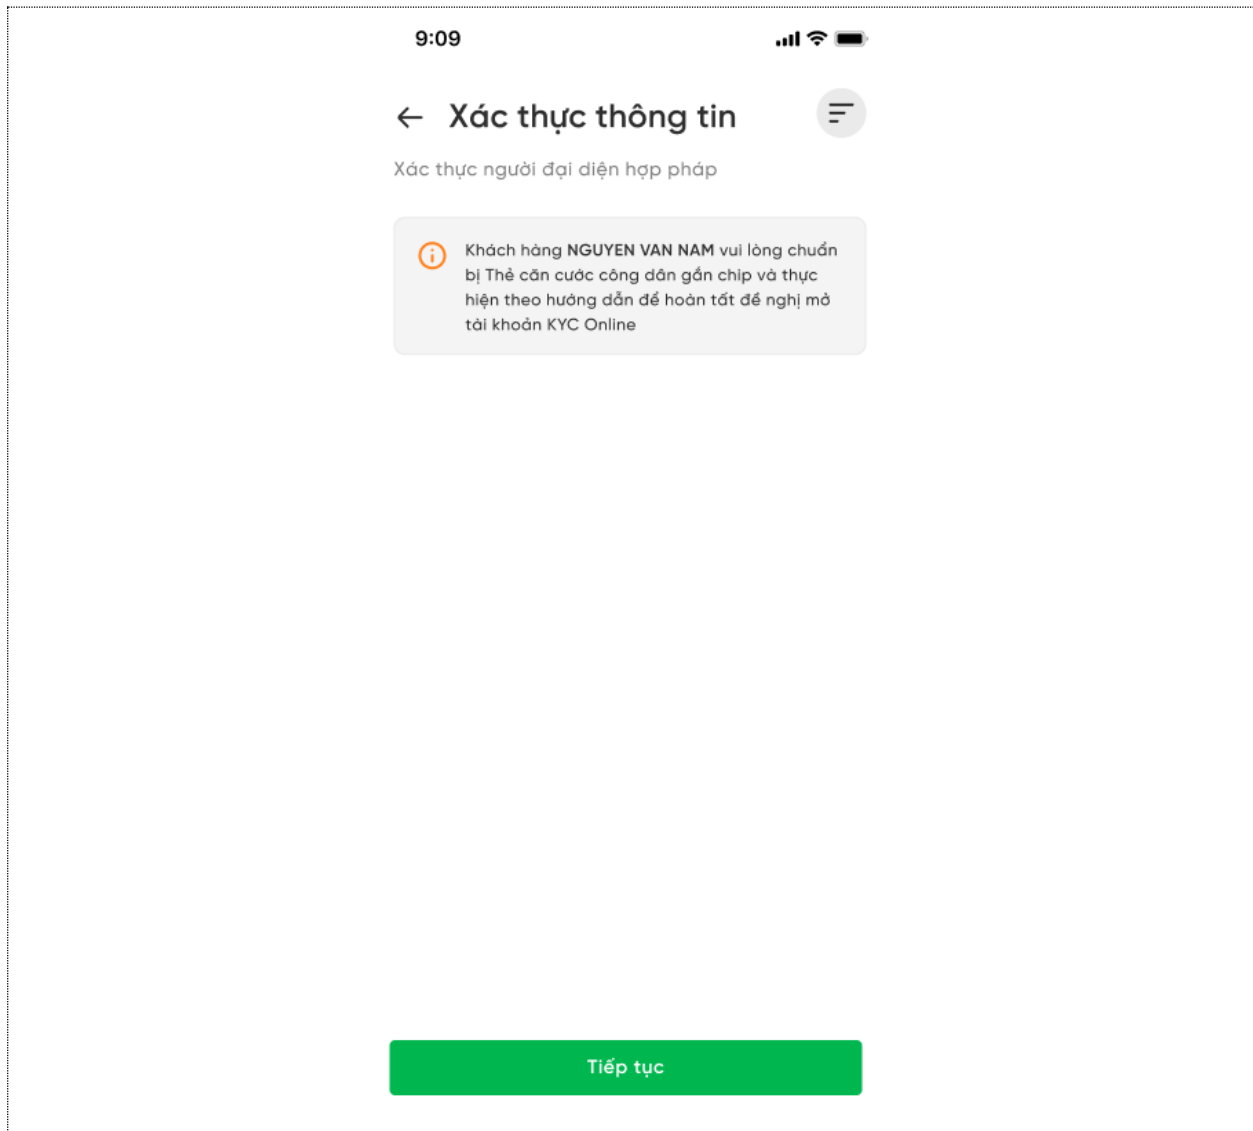 9:09
Xác thực thông tin
Xác thực người đại diện hợp pháp
Khách hàng NGUYEN VAN NAM vui lòng chuẩn
bị Thẻ căn cước công dân gắn chip và thực
hiện theo hướng dẫn để hoàn tất đề nghị mở
tài khoản KYC Online
Tiếp tục